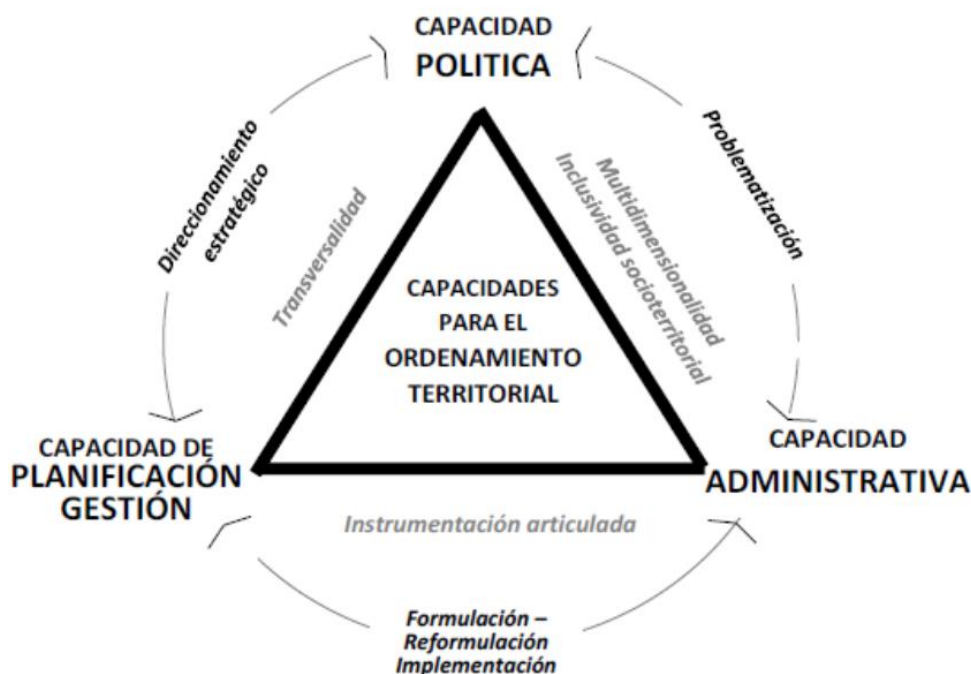 CAPACIDAD
POLITICA
Direccionamiento
estratégico
Transversalidad
Multidimensionalidad
Inclusividad socioterritorial
Problematización
CAPACIDADES
PARA EL
ORDENAMIENTO
TERRITORIAL
CAPACIDAD DE
PLANIFICACIÓN
GESTIÓN
CAPACIDAD
ADMINISTRATIVA
Instrumentación articulada
Formulación –
Reformulación
Implementación